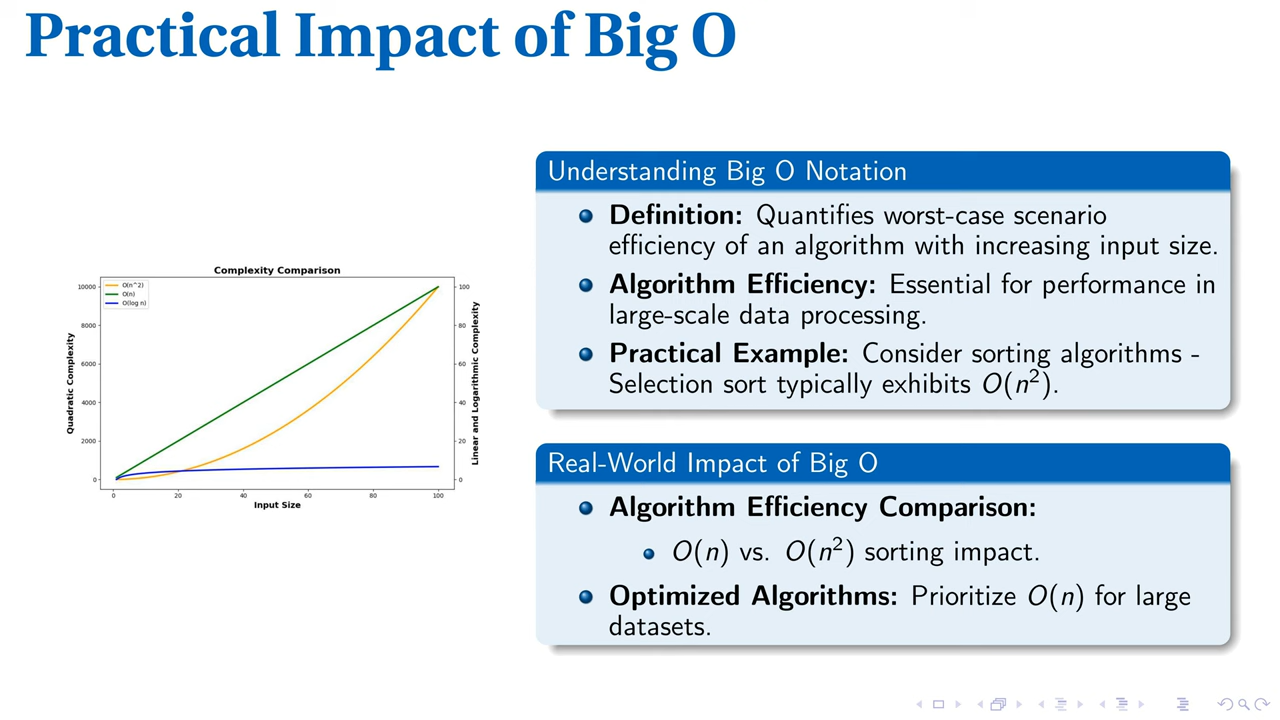 Practical Impact of Big O
Complexity Comparison
O(n^2)
O(n)
O(log n)
10000
8000
6000
4000
2000
0
Quadratic Complexity
100
80
60
40
20
0
Linear and Logarithmic Complexity
0 20 40 60 80 100
Input Size
Understanding Big O Notation
Definition: Quantifies worst-case scenario
efficiency of an algorithm with increasing input size.
Algorithm Efficiency: Essential for performance in
large-scale data processing.
Practical Example: Consider sorting algorithms -
Selection sort typically exhibits O(n²).
Real-World Impact of Big O
Algorithm Efficiency Comparison:
O(n) vs. O(n²) sorting impact.
Optimized Algorithms: Prioritize O(n) for large
datasets.